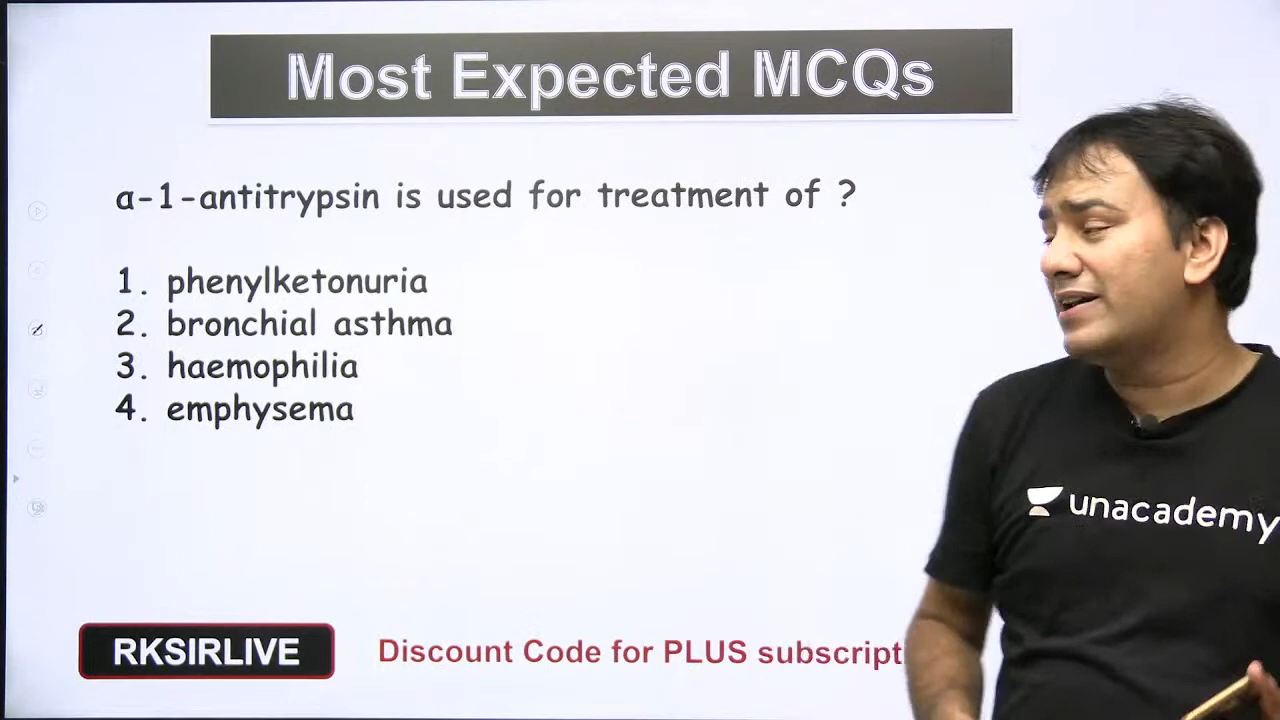 Most Expected MCQs
α-1-antitrypsin is used for treatment of ?
1. phenylketonuria
2. bronchial asthma
3. haemophilia
4. emphysema
unacademy
RKSIRLIVE
Discount Code for PLUS subscript